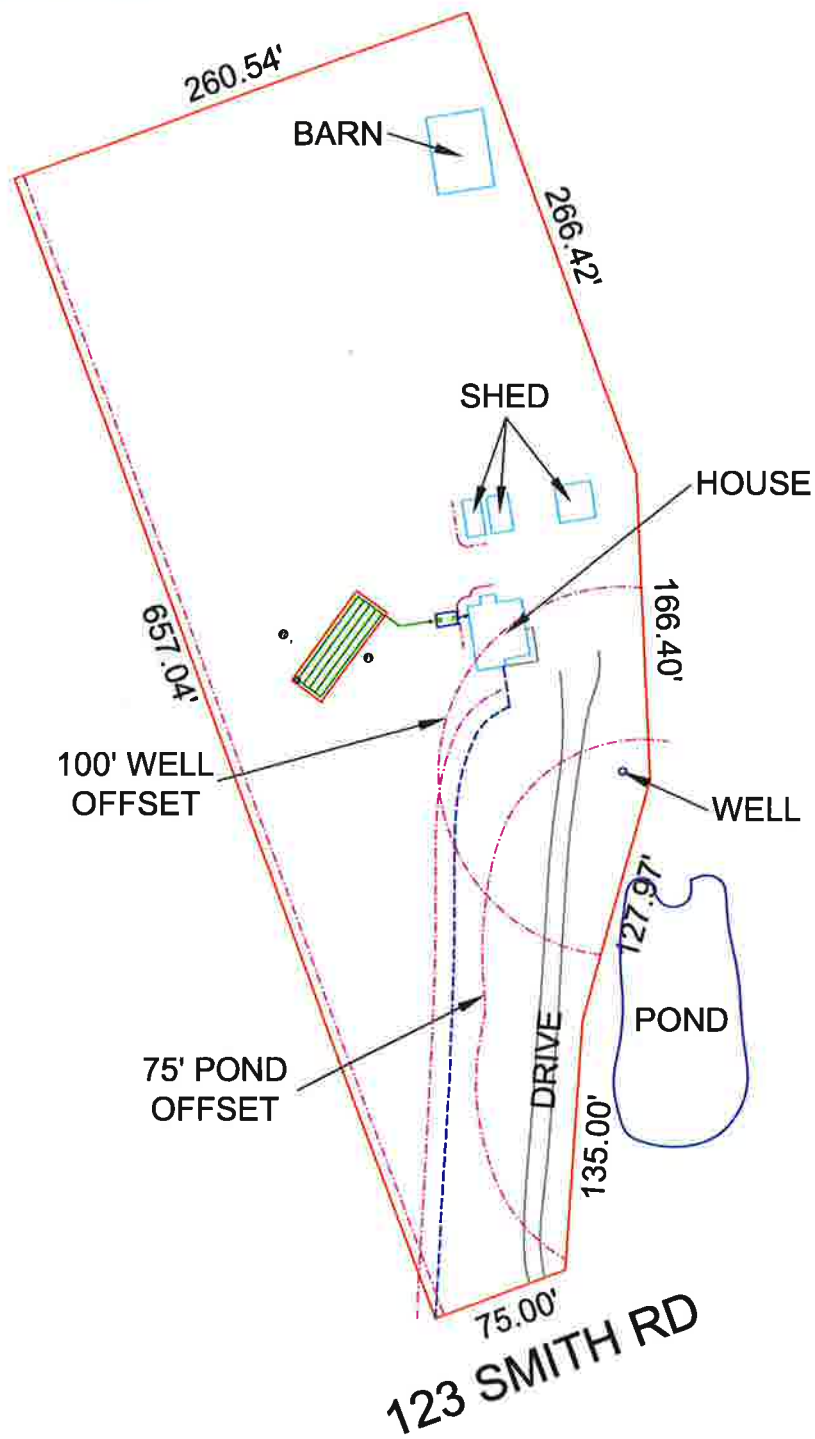 260.54'
BARN
266.42'
SHED
HOUSE
166.40'
657.04'
100' WELL
OFFSET
WELL
127.97'
POND
75' POND
OFFSET
DRIVE
135.00'
75.00'
123 SMITH RD